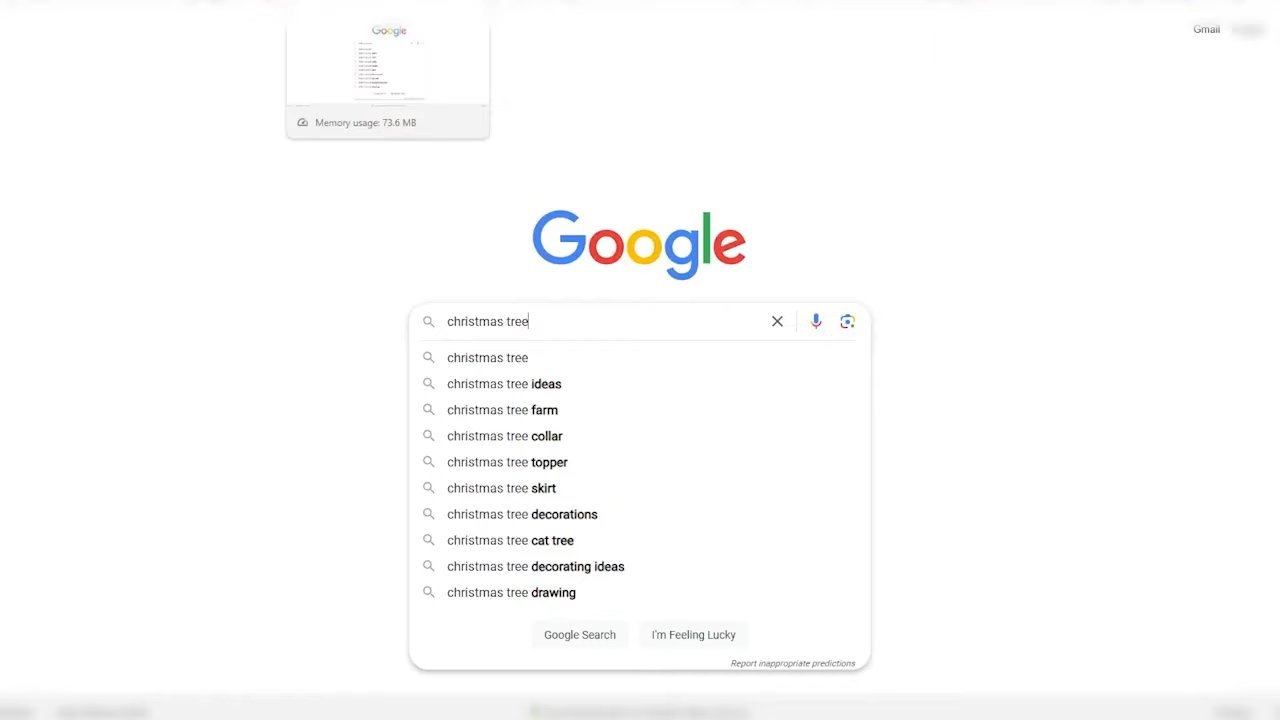 Google
Gmail
Memory usage: 73.6 MB
Google
christmas tree
christmas tree
christmas tree ideas
christmas tree farm
christmas tree collar
christmas tree topper
christmas tree skirt
christmas tree decorations
christmas tree cat tree
christmas tree decorating ideas
christmas tree drawing
Google Search
I'm Feeling Lucky
Report inappropriate predictions